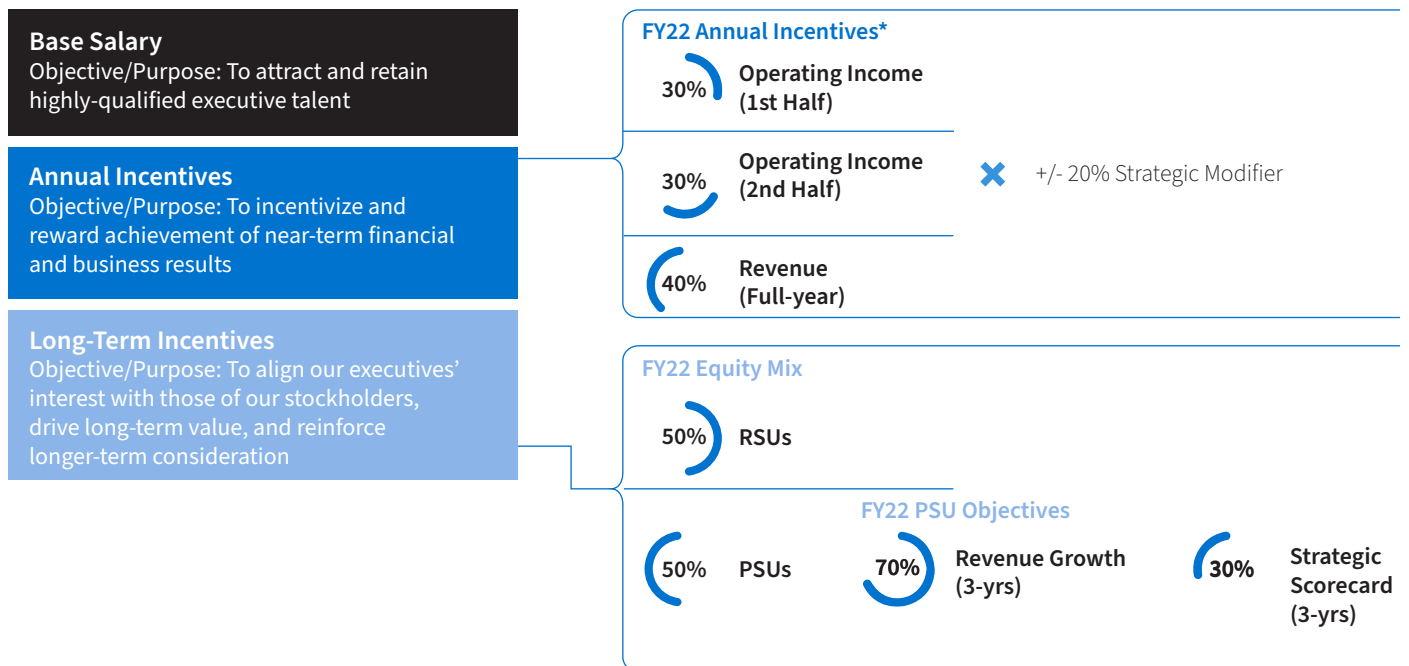 Base Salary
Objective/Purpose: To attract and retain
highly-qualified executive talent
Annual Incentives
Objective/Purpose: To incentivize and
reward achievement of near-term financial
and business results
Long-Term Incentives
Objective/Purpose: To align our executives’
interest with those of our stockholders,
drive long-term value, and reinforce
longer-term consideration
FY22 Annual Incentives*
30%
Operating Income
(1st Half)
30%
Operating Income
(2nd Half)
+/- 20% Strategic Modifier
40%
Revenue
(Full-year)
FY22 Equity Mix
50%
RSUs
50%
PSUs
FY22 PSU Objectives
70%
Revenue Growth
(3-yrs)
30%
Strategic
Scorecard
(3-yrs)